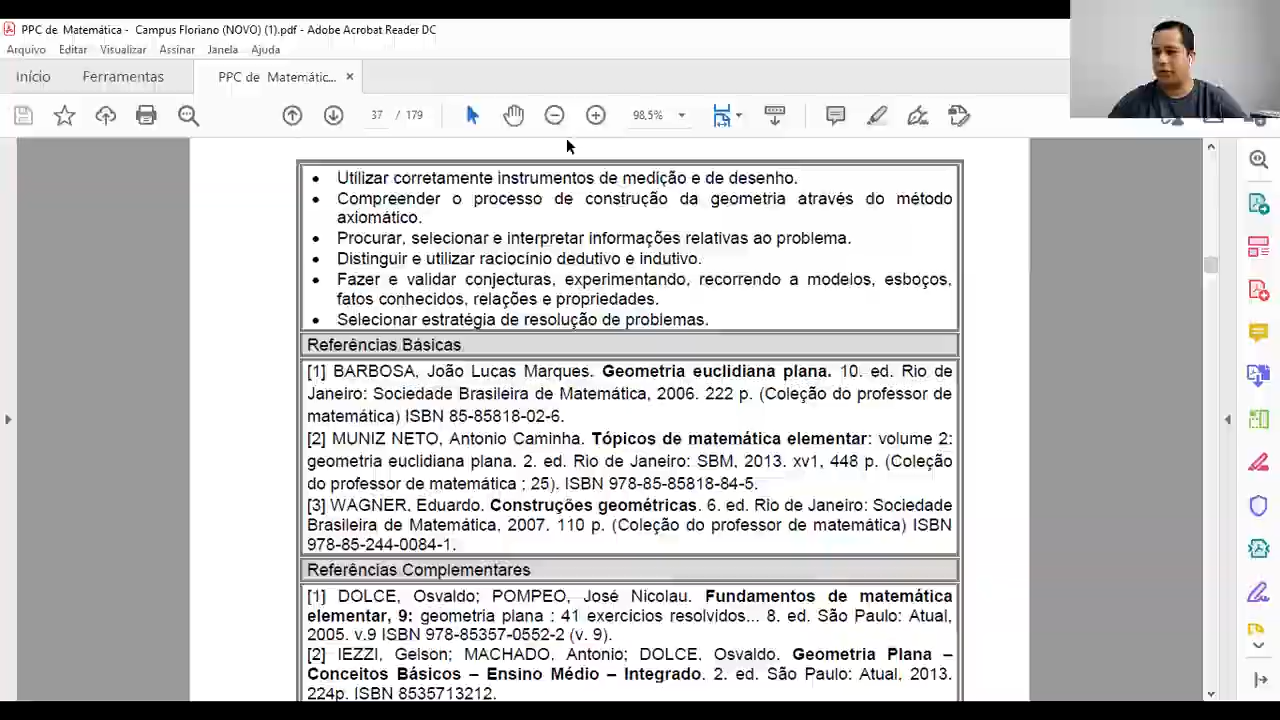 PPC de Matemática - Campus Floriano (NOVO) (1).pdf - Adobe Acrobat Reader DC
Arquivo Editar Visualizar Assinar Janela Ajuda
Início Ferramentas PPC de Matemátic... ×
37 / 179 98,5%
• Utilizar corretamente instrumentos de medição e de desenho.
• Compreender o processo de construção da geometria através do método
axiomático.
• Procurar, selecionar e interpretar informações relativas ao problema.
• Distinguir e utilizar raciocínio dedutivo e indutivo.
• Fazer e validar conjecturas, experimentando, recorrendo a modelos, esboços,
fatos conhecidos, relações e propriedades.
• Selecionar estratégia de resolução de problemas.
Referências Básicas
[1] BARBOSA, João Lucas Marques. Geometria euclidiana plana. 10. ed. Rio de
Janeiro: Sociedade Brasileira de Matemática, 2006. 222 p. (Coleção do professor de
matemática) ISBN 85-85818-02-6.
[2] MUNIZ NETO, Antonio Caminha. Tópicos de matemática elementar: volume 2:
geometria euclidiana plana. 2. ed. Rio de Janeiro: SBM, 2013. xv1, 448 p. (Coleção
do professor de matemática ; 25). ISBN 978-85-85818-84-5.
[3] WAGNER, Eduardo. Construções geométricas. 6. ed. Rio de Janeiro: Sociedade
Brasileira de Matemática, 2007. 110 p. (Coleção do professor de matemática) ISBN
978-85-244-0084-1.
Referências Complementares
[1] DOLCE, Osvaldo; POMPEO, José Nicolau. Fundamentos de matemática
elementar, 9: geometria plana : 41 exercícios resolvidos... 8. ed. São Paulo: Atual,
2005. v.9 ISBN 978-85357-0552-2 (v. 9).
[2] IEZZI, Gelson; MACHADO, Antonio; DOLCE, Osvaldo. Geometria Plana –
Conceitos Básicos – Ensino Médio – Integrado. 2. ed. São Paulo: Atual, 2013.
224p. ISBN 8535713212.